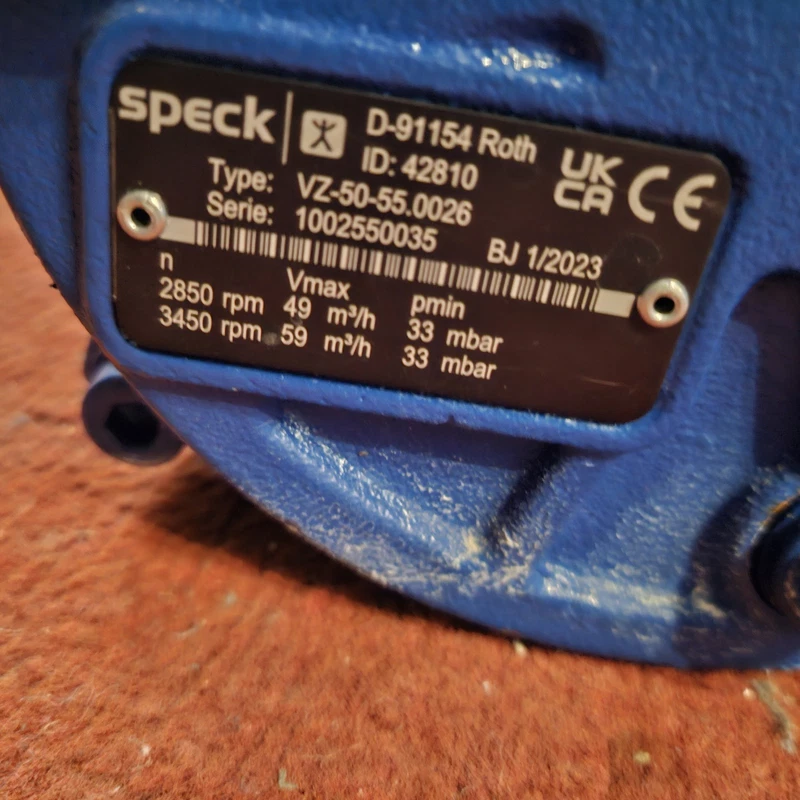 speck D-91154 Roth
ID: 42810
UK
CA CE
Type: VZ-50-55.0026
Serie: 1002550035 BJ 1/2023
n Vmax pmin
2850 rpm 49 m³/h 33 mbar
3450 rpm 59 m³/h 33 mbar